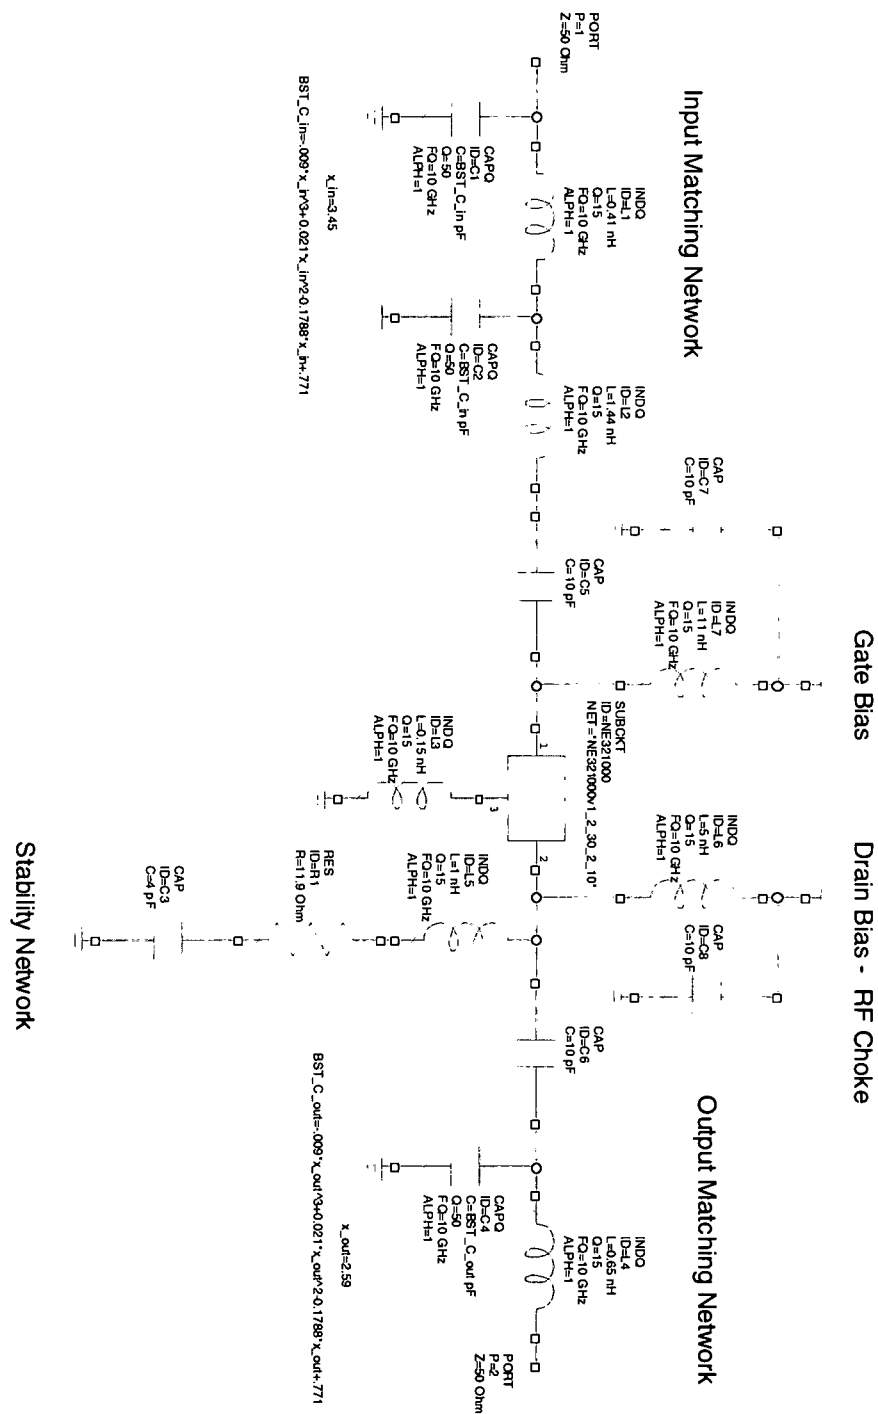 Gate Bias
Drain Bias - RF Choke
Input Matching Network
Output Matching Network
CAP
ID=C7
C=10 pF
INDQ
ID=L7
L=11 nH
Q=15
FQ=10 GHz
ALPH=1
INDQ
ID=L6
L=5 nH
Q=15
FQ=10 GHz
ALPH=1
CAP
ID=C8
C=10 pF
PORT
P=1
Z=50 Ohm
INDQ
ID=L1
L=0.41 nH
Q=15
FQ=10 GHz
ALPH=1
INDQ
ID=L2
L=1.44 nH
Q=15
FQ=10 GHz
ALPH=1
CAP
ID=C5
C=10 pF
SUBCKT
ID=NE321000
NET="NE321000v1_2_30_2_10"
1
2
3
CAP
ID=C6
C=10 pF
INDQ
ID=L4
L=0.65 nH
Q=15
FQ=10 GHz
ALPH=1
PORT
P=2
Z=50 Ohm
CAPQ
ID=C1
C=BST_C_in pF
Q=50
FQ=10 GHz
ALPH=1
CAPQ
ID=C2
C=BST_C_in pF
Q=50
FQ=10 GHz
ALPH=1
INDQ
ID=L3
L=0.15 nH
Q=15
FQ=10 GHz
ALPH=1
INDQ
ID=L5
L=1 nH
Q=15
FQ=10 GHz
ALPH=1
CAPQ
ID=C4
C=BST_C_out pF
Q=50
FQ=10 GHz
ALPH=1
x_in=3.45
BST_C_in=-.009*x_in^3+0.021*x_in^2-0.1788*x_in+.771
RES
ID=R1
R=11.9 Ohm
x_out=2.59
BST_C_out=-.009*x_out^3+0.021*x_out^2-0.1788*x_out+.771
CAP
ID=C3
C=4 pF
Stability Network